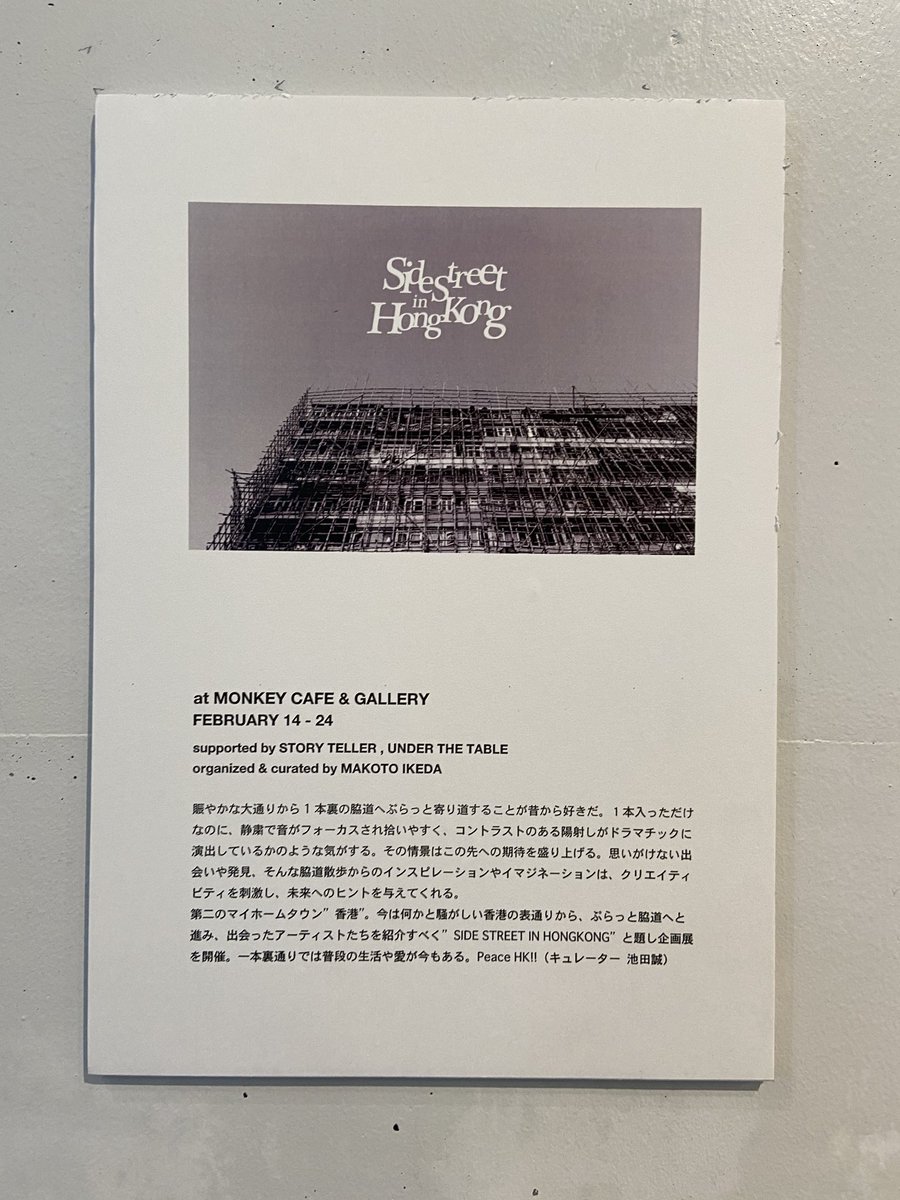 Side Street
in
Hong Kong
at MONKEY CAFE & GALLERY
FEBRUARY 14 - 24
supported by STORY TELLER , UNDER THE TABLE
organized & curated by MAKOTO IKEDA
賑やかな大通りから1本裏の脇道へぷらっと寄り道することが昔から好きだ。1本入っただけ
なのに、静粛で音がフォーカスされ拾いやすく、コントラストのある陽射しがドラマチックに
演出しているかのような気がする。その情景はこの先への期待を盛り上げる。思いがけない出
会いや発見、そんな脇道散歩からのインスピレーションやイマジネーションは、クリエイティ
ビティを刺激し、未来へのヒントを与えてくれる。
第二のマイホームタウン”香港”。今は何かと騒がしい香港の表通りから、ぷらっと脇道へと
進み、出会ったアーティストたちを紹介すべく”SIDE STREET IN HONGKONG”と題し企画展
を開催。一本裏通りでは普段の生活や愛が今もある。Peace HK!!（キュレーター 池田誠）